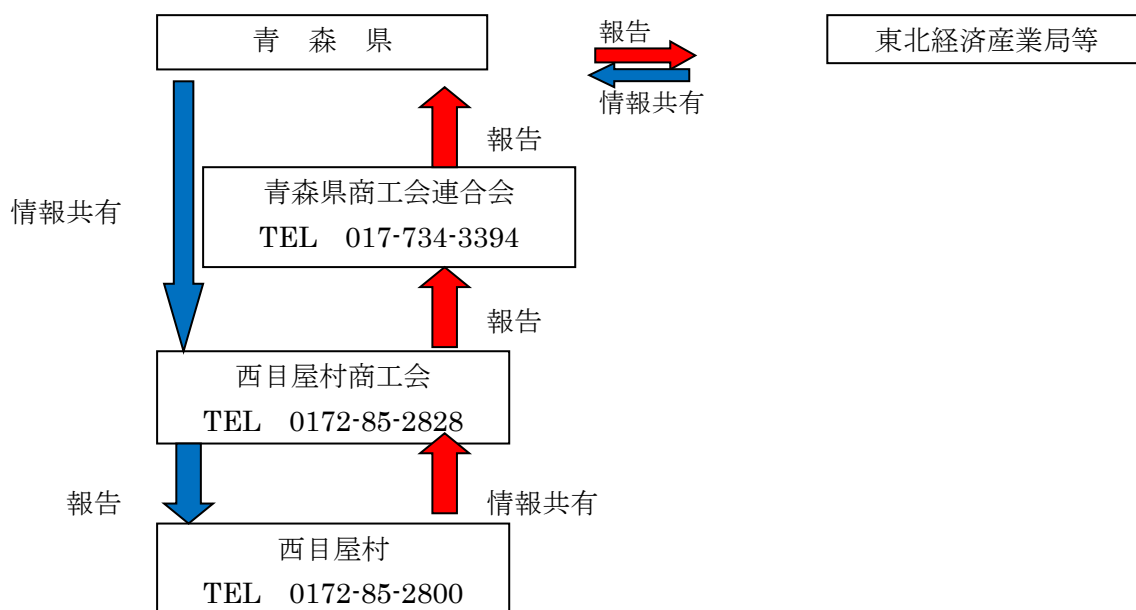 青　森　県
報告
情報共有
東北経済産業局等
報告
情報共有
青森県商工会連合会
TEL　017-734-3394
報告
西目屋村商工会
TEL　0172-85-2828
報告
情報共有
西目屋村
TEL　0172-85-2800